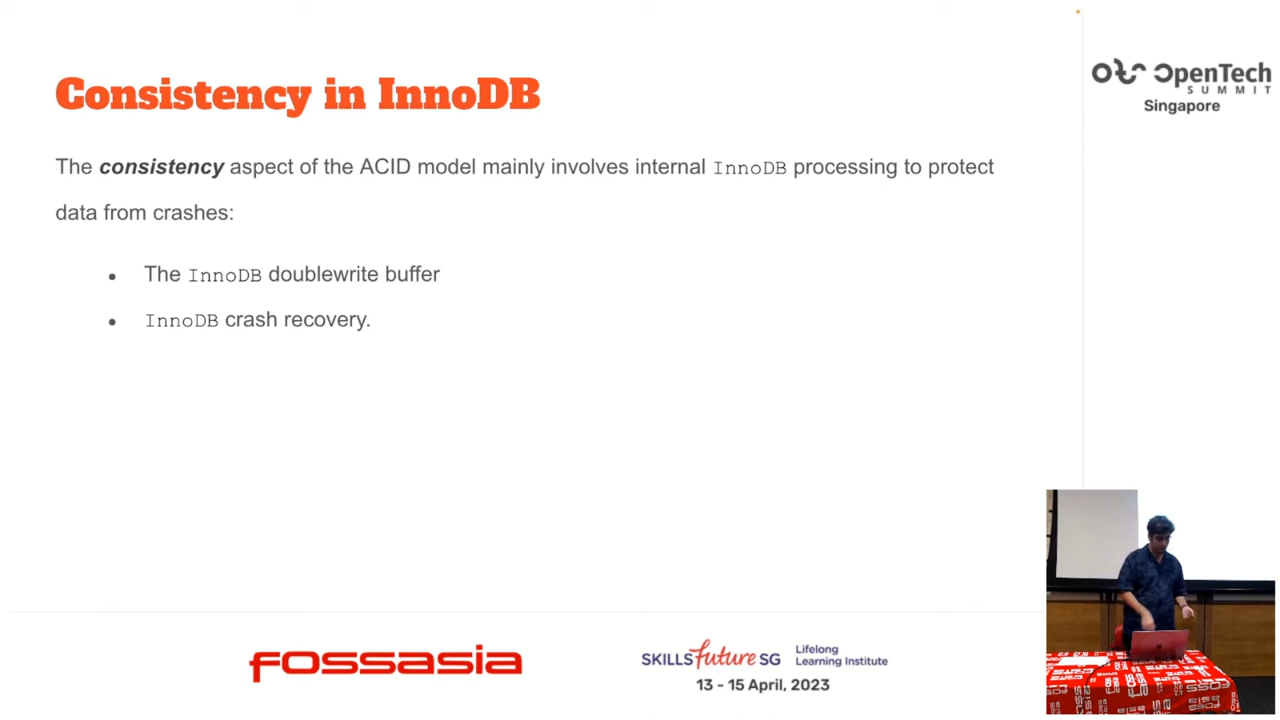 Consistency in InnoDB
OpenTech
SUMMIT
Singapore
The consistency aspect of the ACID model mainly involves internal InnoDB processing to protect
data from crashes:
• The InnoDB doublewrite buffer
• InnoDB crash recovery.
FOSSASIA
SKILLSfuture SG
Lifelong
Learning Institute
13 - 15 April, 2023